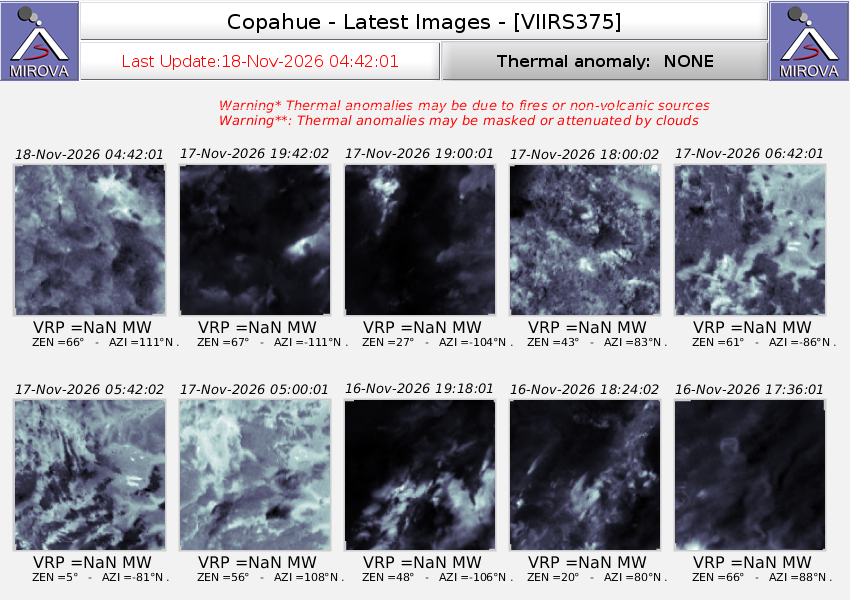 Copahue - Latest Images - [VIIRS375]
MIROVA
Last Update:18-Nov-2026 04:42:01
Thermal anomaly: NONE
MIROVA
Warning* Thermal anomalies may be due to fires or non-volcanic sources
Warning**: Thermal anomalies may be masked or attenuated by clouds
18-Nov-2026 04:42:01 17-Nov-2026 19:42:02 17-Nov-2026 19:00:01 17-Nov-2026 18:00:02 17-Nov-2026 06:42:01
VRP =NaN MW VRP =NaN MW VRP =NaN MW VRP =NaN MW VRP =NaN MW
ZEN =66° - AZI =111°N . ZEN =67° - AZI =-111°N . ZEN =27° - AZI =-104°N . ZEN =43° - AZI =83°N . ZEN =61° - AZI =-86°N .
17-Nov-2026 05:42:02 17-Nov-2026 05:00:01 16-Nov-2026 19:18:01 16-Nov-2026 18:24:02 16-Nov-2026 17:36:01
VRP =NaN MW VRP =NaN MW VRP =NaN MW VRP =NaN MW VRP =NaN MW
ZEN =5° - AZI =-81°N . ZEN =56° - AZI =108°N . ZEN =48° - AZI =-106°N . ZEN =20° - AZI =80°N . ZEN =66° - AZI =88°N .